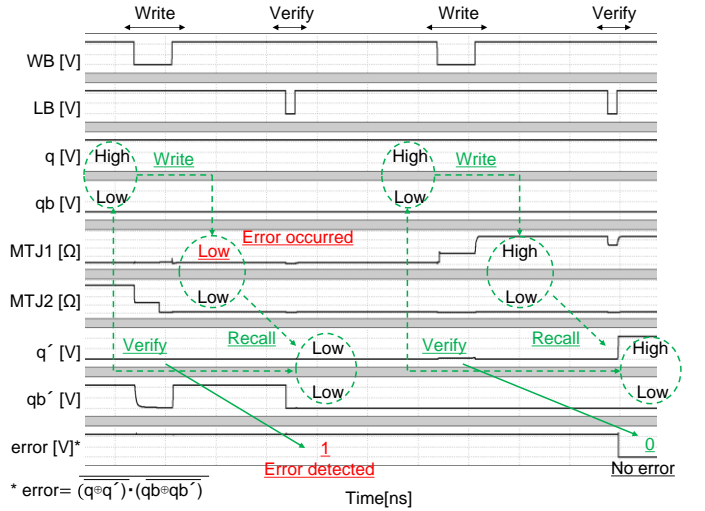 Write Verify Write Verify
WB [V]
LB [V]
q [V] High Write High Write
qb [V] Low Low
Error occurred
MTJ1 [Ω] Low High
MTJ2 [Ω] Low Low
Verify Recall Verify Recall
q´ [V] Low High
qb´ [V] Low Low
error [V]* 1 0
Error detected No error
* error= (q⊕q´)·(qb⊕qb´)
Time[ns]